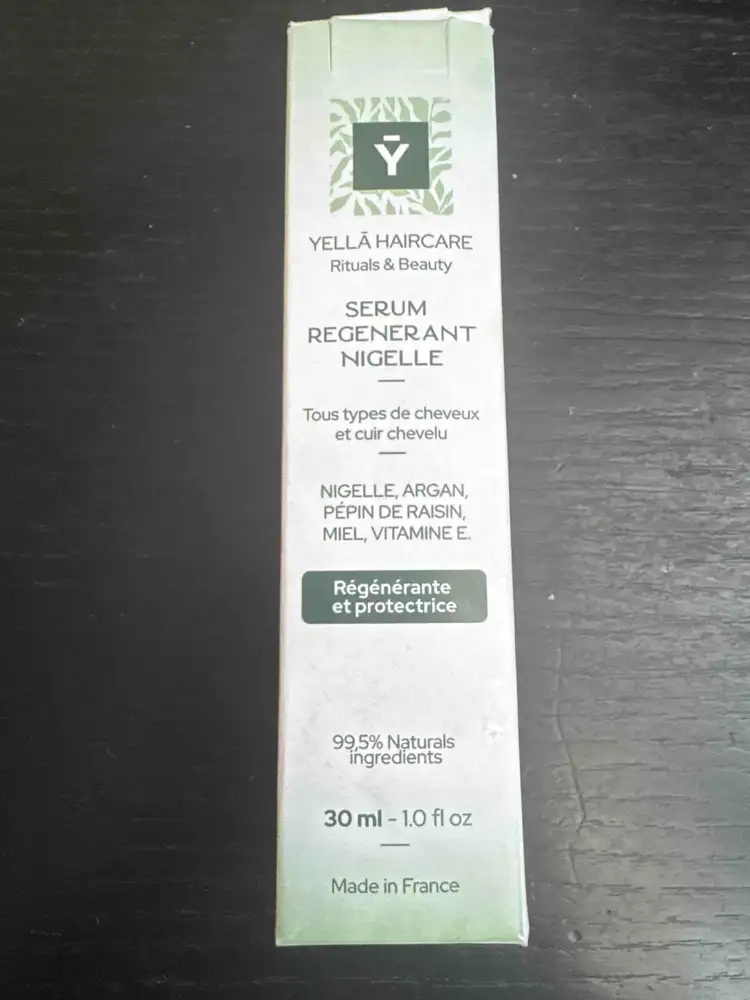 Ȳ
YELLĀ HAIRCARE
Rituals & Beauty
SERUM
REGENERANT
NIGELLE
Tous types de cheveux
et cuir chevelu
NIGELLE, ARGAN,
PÉPIN DE RAISIN,
MIEL, VITAMINE E.
Régénérante
et protectrice
99,5% Naturals
ingredients
30 ml - 1.0 fl oz
Made in France